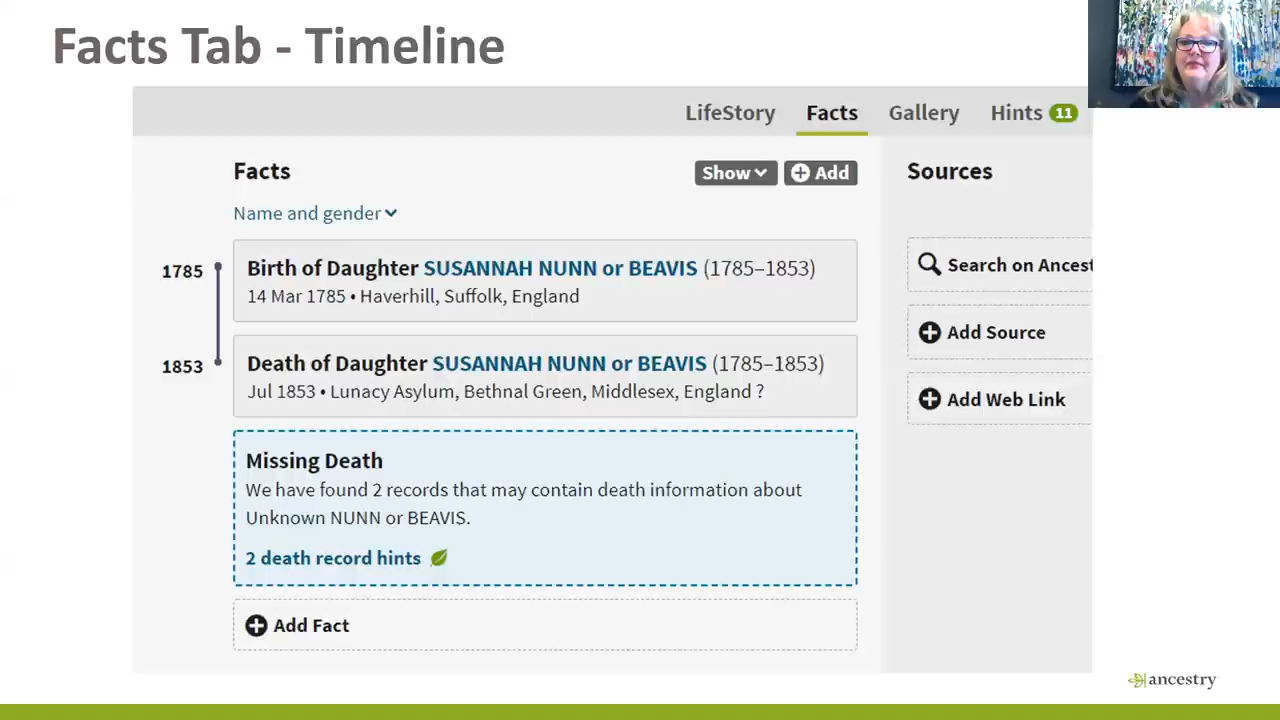 Facts Tab - Timeline
LifeStory Facts Gallery Hints 11
Facts
Show
Add
Sources
Name and gender
1785
Birth of Daughter SUSANNAH NUNN or BEAVIS (1785–1853)
14 Mar 1785 • Haverhill, Suffolk, England
1853
Death of Daughter SUSANNAH NUNN or BEAVIS (1785–1853)
Jul 1853 • Lunacy Asylum, Bethnal Green, Middlesex, England ?
Missing Death
We have found 2 records that may contain death information about
Unknown NUNN or BEAVIS.
2 death record hints
Add Fact
Search on Ancest
Add Source
Add Web Link
ancestry